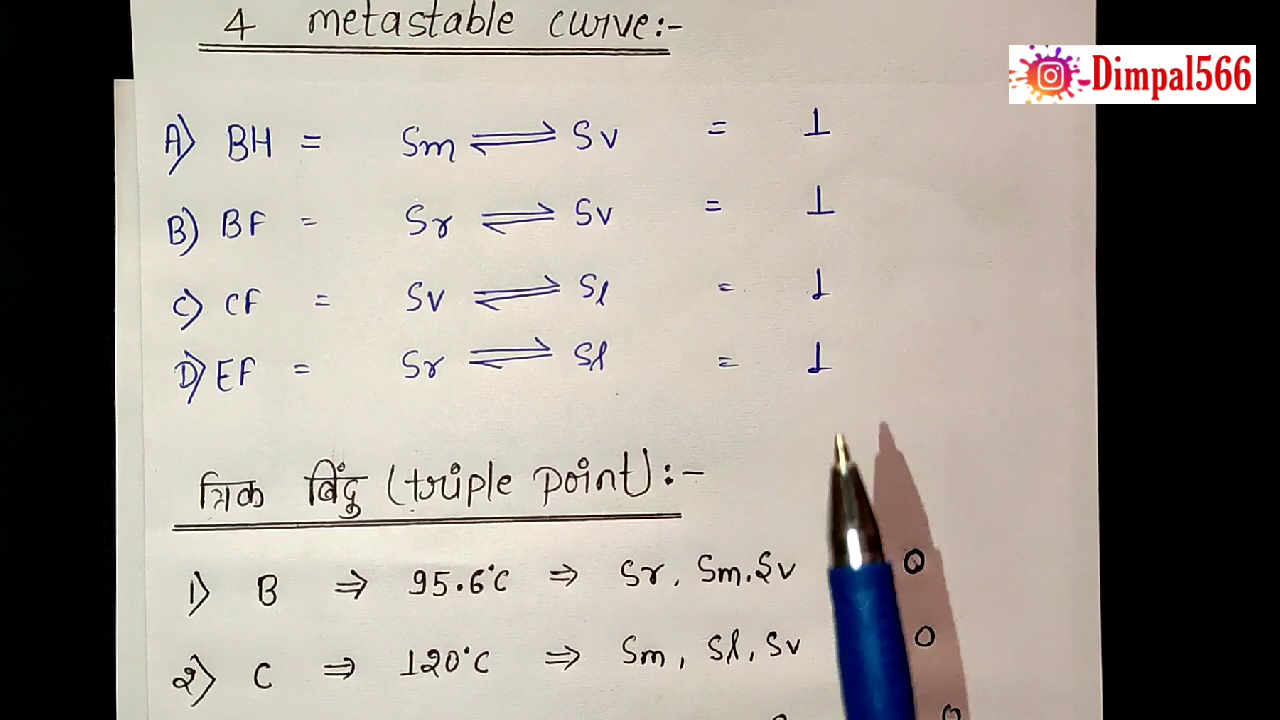 4 metastable curve:-
Dimpal566
A) BH = Sm ⇌ Sv = 1
B) BF = Sr ⇌ Sv = 1
C) CF = Sv ⇌ Sl = 1
D) EF = Sr ⇌ Sl = 1
त्रिक बिंदु (triple point):-
1) B ⇒ 95.6°C ⇒ Sr, Sm, Sv 0
2) C ⇒ 120°C ⇒ Sm, Sl, Sv 0